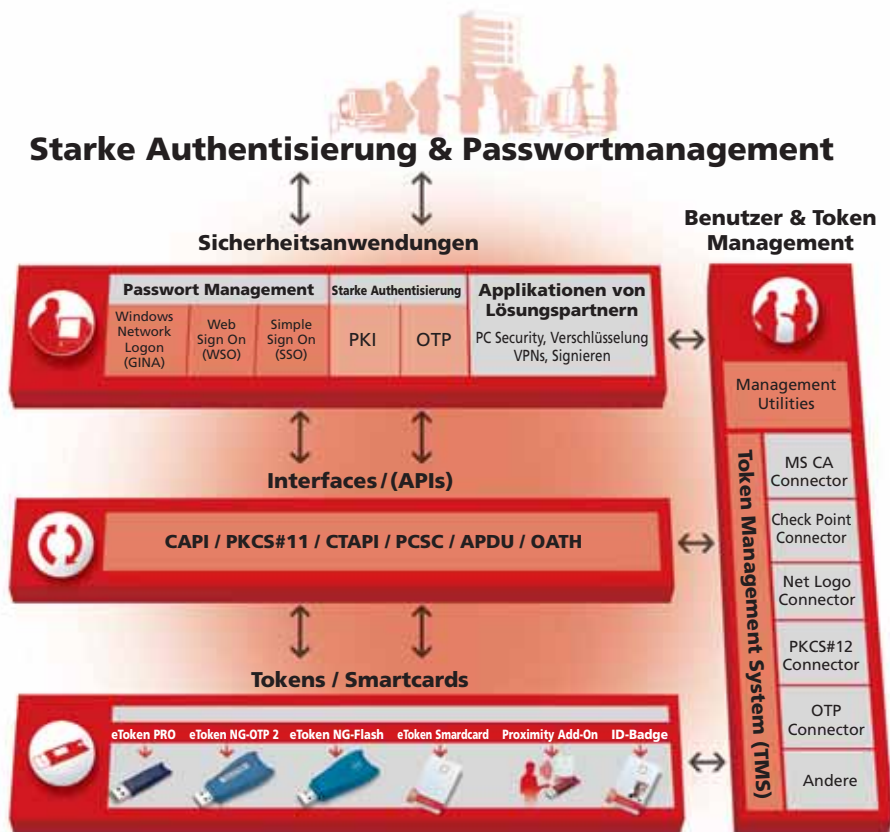 Starke Authentisierung & Passwortmanagement
Sicherheitsanwendungen
Passwort Management
Windows
Network
Logon
(GINA)
Web
Sign On
(WSO)
Simple
Sign On
(SSO)
Starke Authentisierung
PKI
OTP
Applikationen von
Lösungspartnern
PC Security, Verschlüsselung
VPNs, Signieren
Interfaces / (APIs)
CAPI / PKCS#11 / CTAPI / PCSC / APDU / OATH
Tokens / Smartcards
eToken PRO
eToken NG-OTP 2
eToken NG-Flash
eToken Smardcard
Proximity Add-On
ID-Badge
Benutzer & Token
Management
Management
Utilities
Token Management System (TMS)
MS CA
Connector
Check Point
Connector
Net Logo
Connector
PKCS#12
Connector
OTP
Connector
Andere